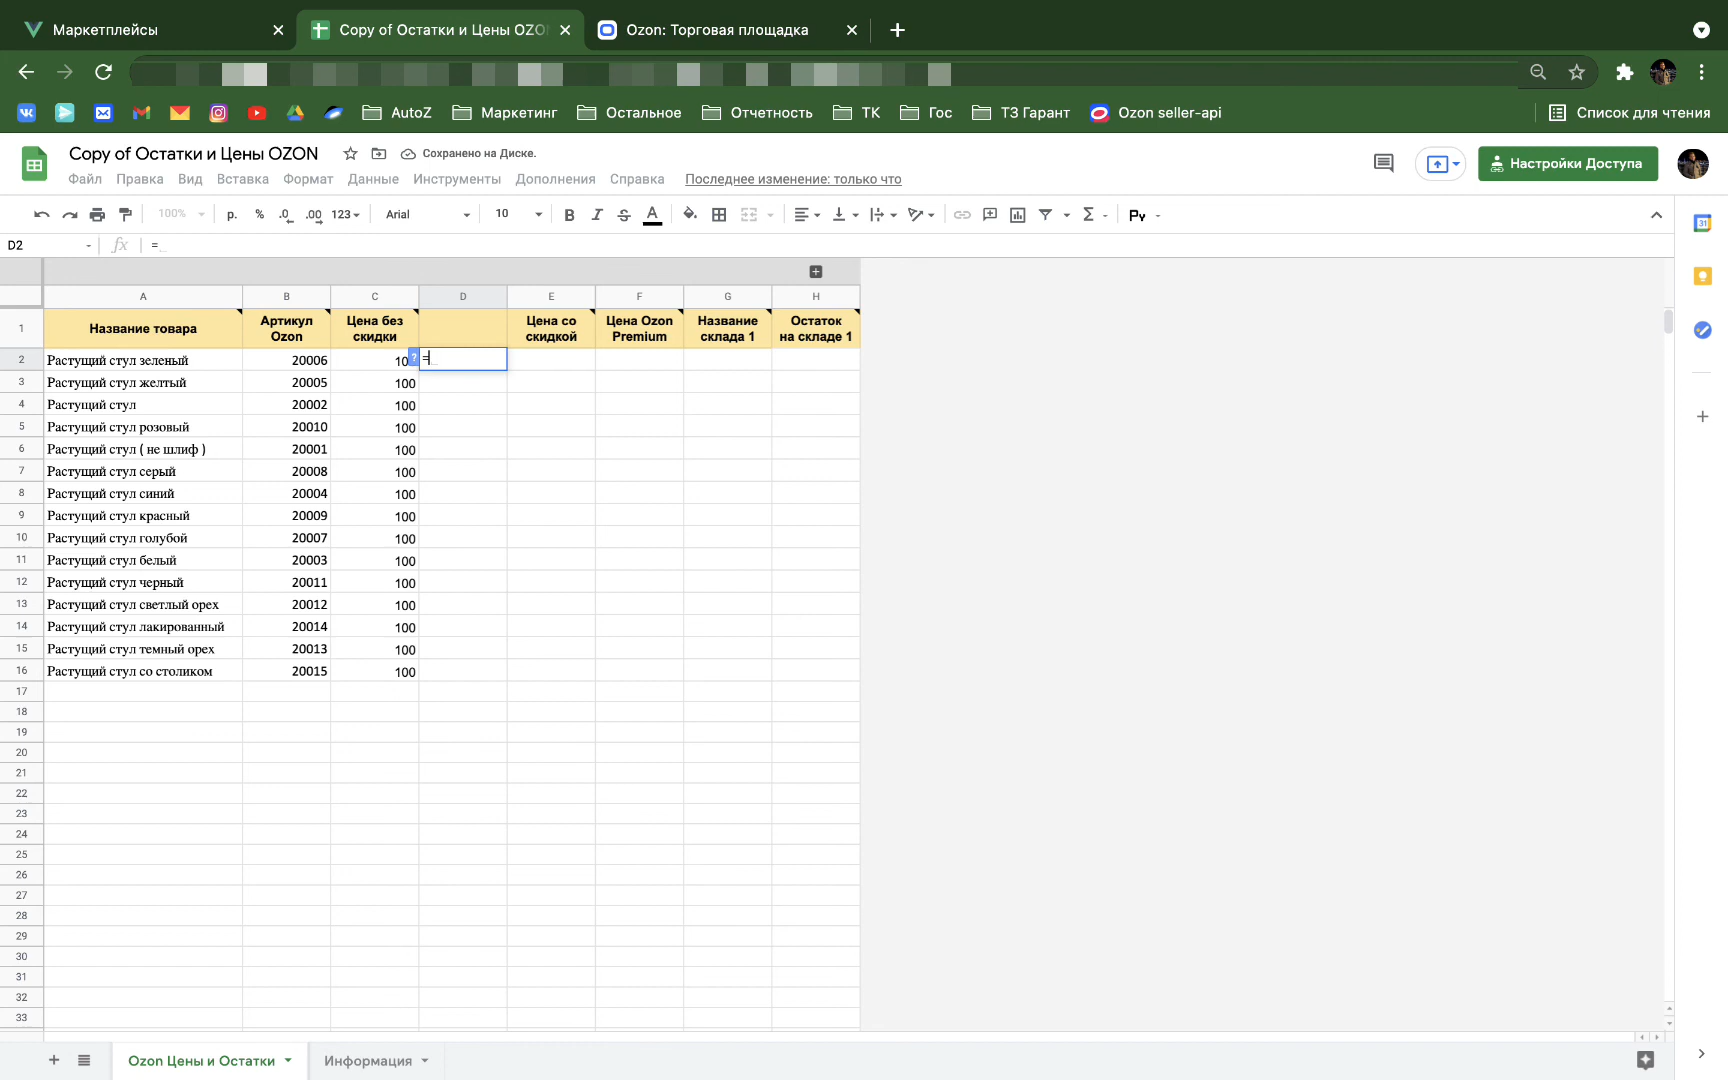 Маркетплейсы
Copy of Остатки и Цены OZO
Ozon: Торговая площадка
AutoZ
Маркетинг
Остальное
Отчетность
ТК
Гос
ТЗ Гарант
Ozon seller-api
Список для чтения
Copy of Остатки и Цены OZON
Сохранено на Диске.
Настройки Доступа
Файл Правка Вид Вставка Формат Данные Инструменты Дополнения Справка Последнее изменение: только что
100% р. % .0 .00 123 Arial 10 B I S A Σ Ру
D2 fx =
A B C D E F G H
1 Название товара Артикул Ozon Цена без скидки Цена со скидкой Цена Ozon Premium Название склада 1 Остаток на складе 1
2 Растущий стул зеленый 20006 10 ? =
3 Растущий стул желтый 20005 100
4 Растущий стул 20002 100
5 Растущий стул розовый 20010 100
6 Растущий стул ( не шлиф ) 20001 100
7 Растущий стул серый 20008 100
8 Растущий стул синий 20004 100
9 Растущий стул красный 20009 100
10 Растущий стул голубой 20007 100
11 Растущий стул белый 20003 100
12 Растущий стул черный 20011 100
13 Растущий стул светлый орех 20012 100
14 Растущий стул лакированный 20014 100
15 Растущий стул темный орех 20013 100
16 Растущий стул со столиком 20015 100
17
18
19
20
21
22
23
24
25
26
27
28
29
30
31
32
33
Ozon Цены и Остатки
Информация